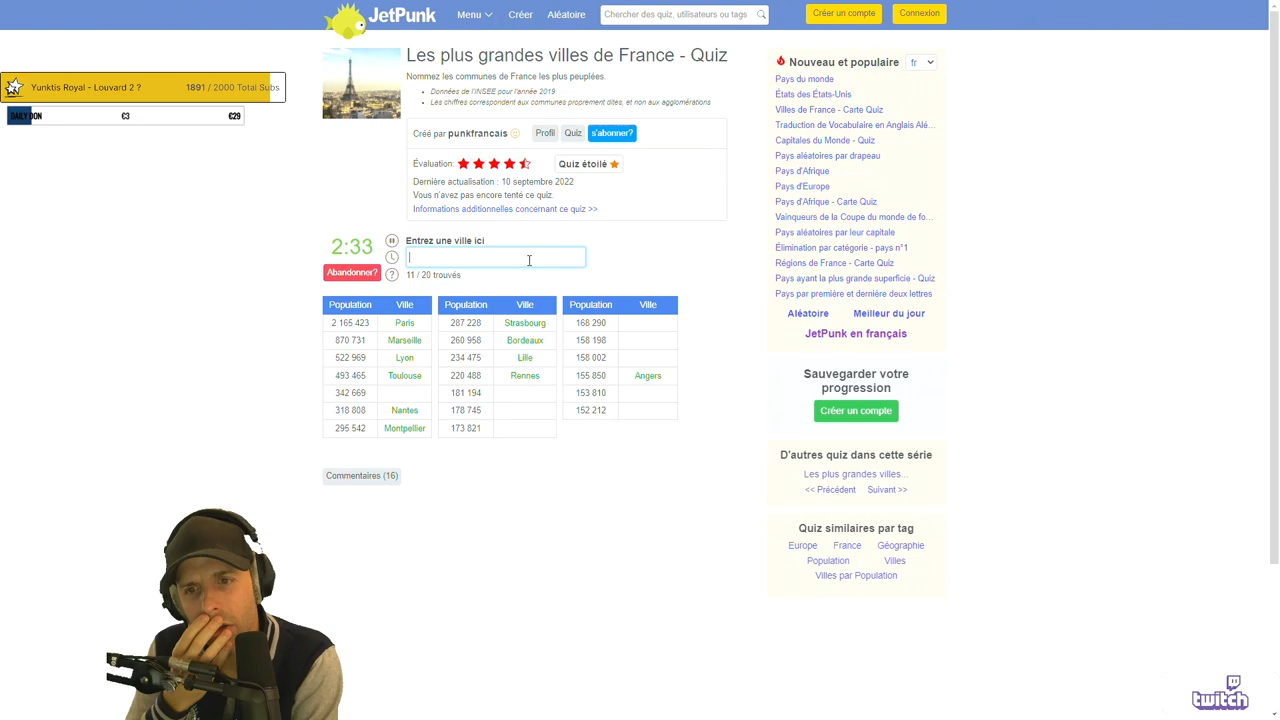 JetPunk
Menu
Créer
Aléatoire
Chercher des quiz, utilisateurs ou tags
Créer un compte
Connexion
Yunktis Royal - Louvard 2 ?
1891 / 2000 Total Subs
DAILY DON
€3
€29
Les plus grandes villes de France - Quiz
Nommez les communes de France les plus peuplées.
Données de l'INSEE pour l'année 2019
Les chiffres correspondent aux communes proprement dites, et non aux agglomérations
Créé par punkfrancais
Profil
Quiz
s'abonner?
Évaluation:
Quiz étoilé
Dernière actualisation : 10 septembre 2022
Vous n'avez pas encore tenté ce quiz.
Informations additionnelles concernant ce quiz >>
2:33
Abandonner?
?
Entrez une ville ici
11 / 20 trouvés
Population Ville
2 165 423 Paris
870 731 Marseille
522 969 Lyon
493 465 Toulouse
342 669
318 808 Nantes
295 542 Montpellier
Population Ville
287 228 Strasbourg
260 958 Bordeaux
234 475 Lille
220 488 Rennes
181 194
178 745
173 821
Population Ville
168 290
158 198
158 002
155 850 Angers
153 810
152 212
Commentaires (16)
Nouveau et populaire
fr
Pays du monde
États des États-Unis
Villes de France - Carte Quiz
Traduction de Vocabulaire en Anglais Alé...
Capitales du Monde - Quiz
Pays aléatoires par drapeau
Pays d'Afrique
Pays d'Europe
Pays d'Afrique - Carte Quiz
Vainqueurs de la Coupe du monde de fo...
Pays aléatoires par leur capitale
Élimination par catégorie - pays n°1
Régions de France - Carte Quiz
Pays ayant la plus grande superficie - Quiz
Pays par première et dernière deux lettres
Aléatoire
Meilleur du jour
JetPunk en français
Sauvegarder votre
progression
Créer un compte
D'autres quiz dans cette série
Les plus grandes villes...
<< Précédent
Suivant >>
Quiz similaires par tag
Europe France Géographie
Population Villes
Villes par Population
twitch